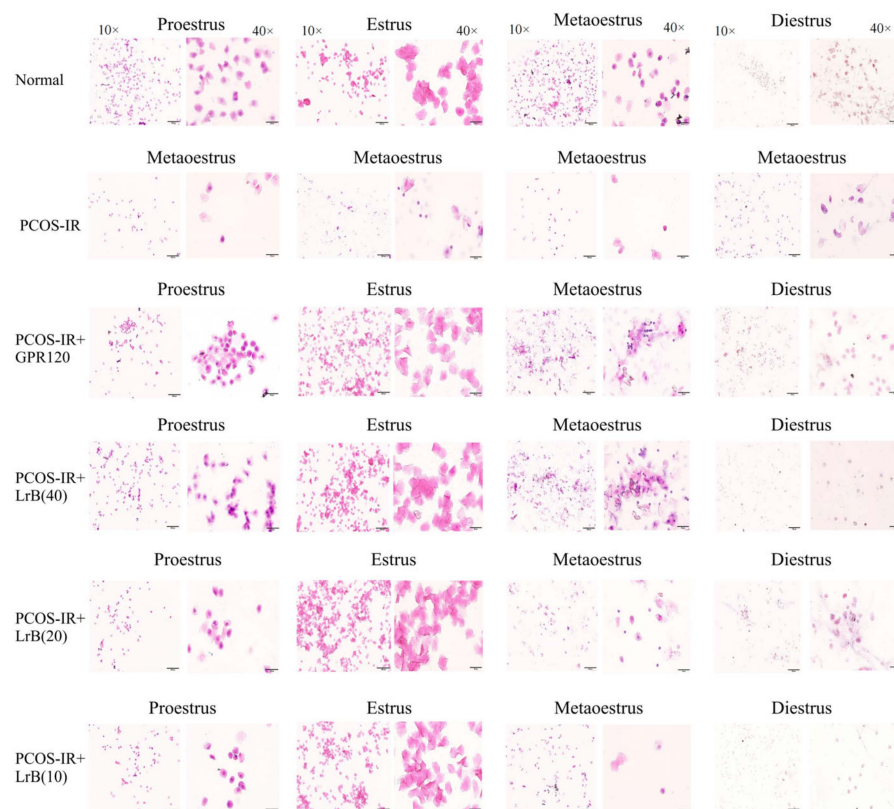 Proestrus Estrus Metaoestrus Diestrus
10× 40× 10× 40× 10× 40× 10× 40×
Normal
Metaoestrus Metaoestrus Metaoestrus Metaoestrus
PCOS-IR
Proestrus Estrus Metaoestrus Diestrus
PCOS-IR+
GPR120
Proestrus Estrus Metaoestrus Diestrus
PCOS-IR+
LrB(40)
Proestrus Estrus Metaoestrus Diestrus
PCOS-IR+
LrB(20)
Proestrus Estrus Metaoestrus Diestrus
PCOS-IR+
LrB(10)